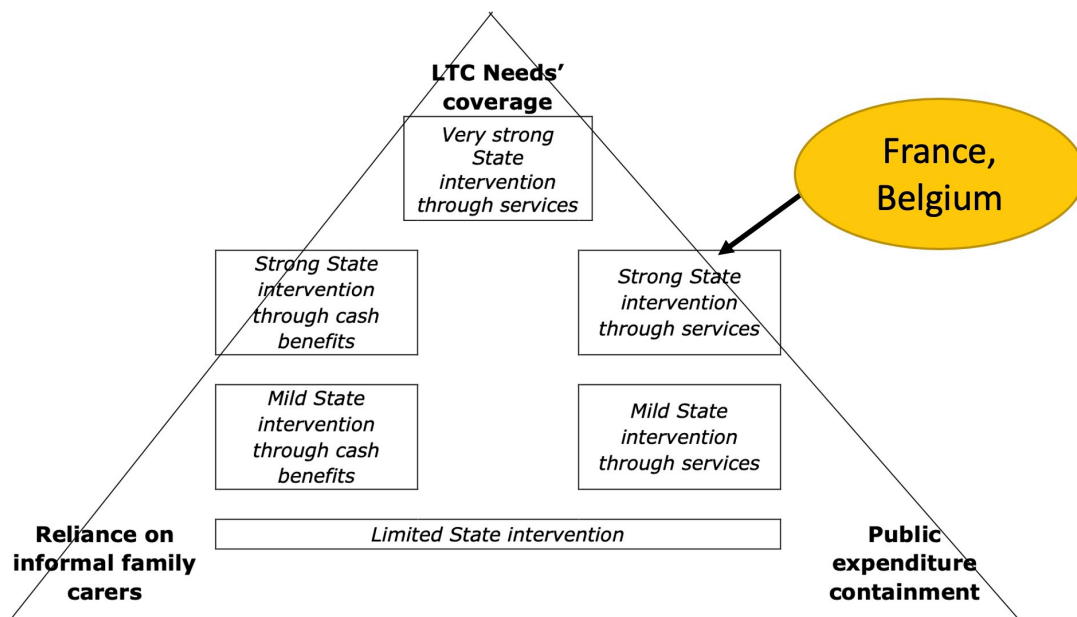 LTC Needs’
coverage
Very strong
State
intervention
through services
France,
Belgium
Strong State
intervention
through cash
benefits
Strong State
intervention
through services
Mild State
intervention
through cash
benefits
Mild State
intervention
through services
Limited State intervention
Reliance on
informal family
carers
Public
expenditure
containment